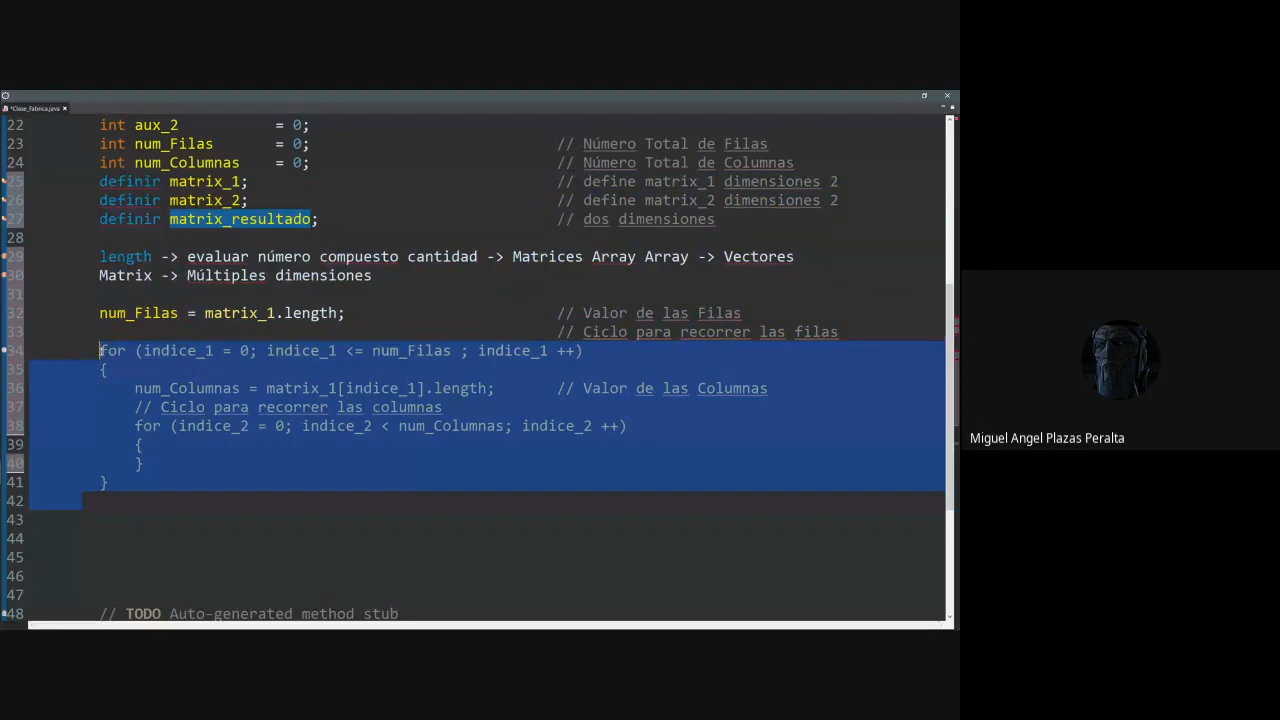 *Clase_Fabrica.java
22 int aux_2 = 0;
23 int num_Filas = 0; // Número Total de Filas
24 int num_Columnas = 0; // Número Total de Columnas
25 definir matrix_1; // define matrix_1 dimensiones 2
26 definir matrix_2; // define matrix_2 dimensiones 2
27 definir matrix_resultado; // dos dimensiones
28
29 length -> evaluar número compuesto cantidad -> Matrices Array Array -> Vectores
30 Matrix -> Múltiples dimensiones
31
32 num_Filas = matrix_1.length; // Valor de las Filas
33 // Ciclo para recorrer las filas
34 for (indice_1 = 0; indice_1 <= num_Filas ; indice_1 ++)
35 {
36 num_Columnas = matrix_1[indice_1].length; // Valor de las Columnas
37 // Ciclo para recorrer las columnas
38 for (indice_2 = 0; indice_2 < num_Columnas; indice_2 ++)
39 {
40 }
41 }
42
43
44
45
46
47
48 // TODO Auto-generated method stub
Miguel Angel Plazas Peralta